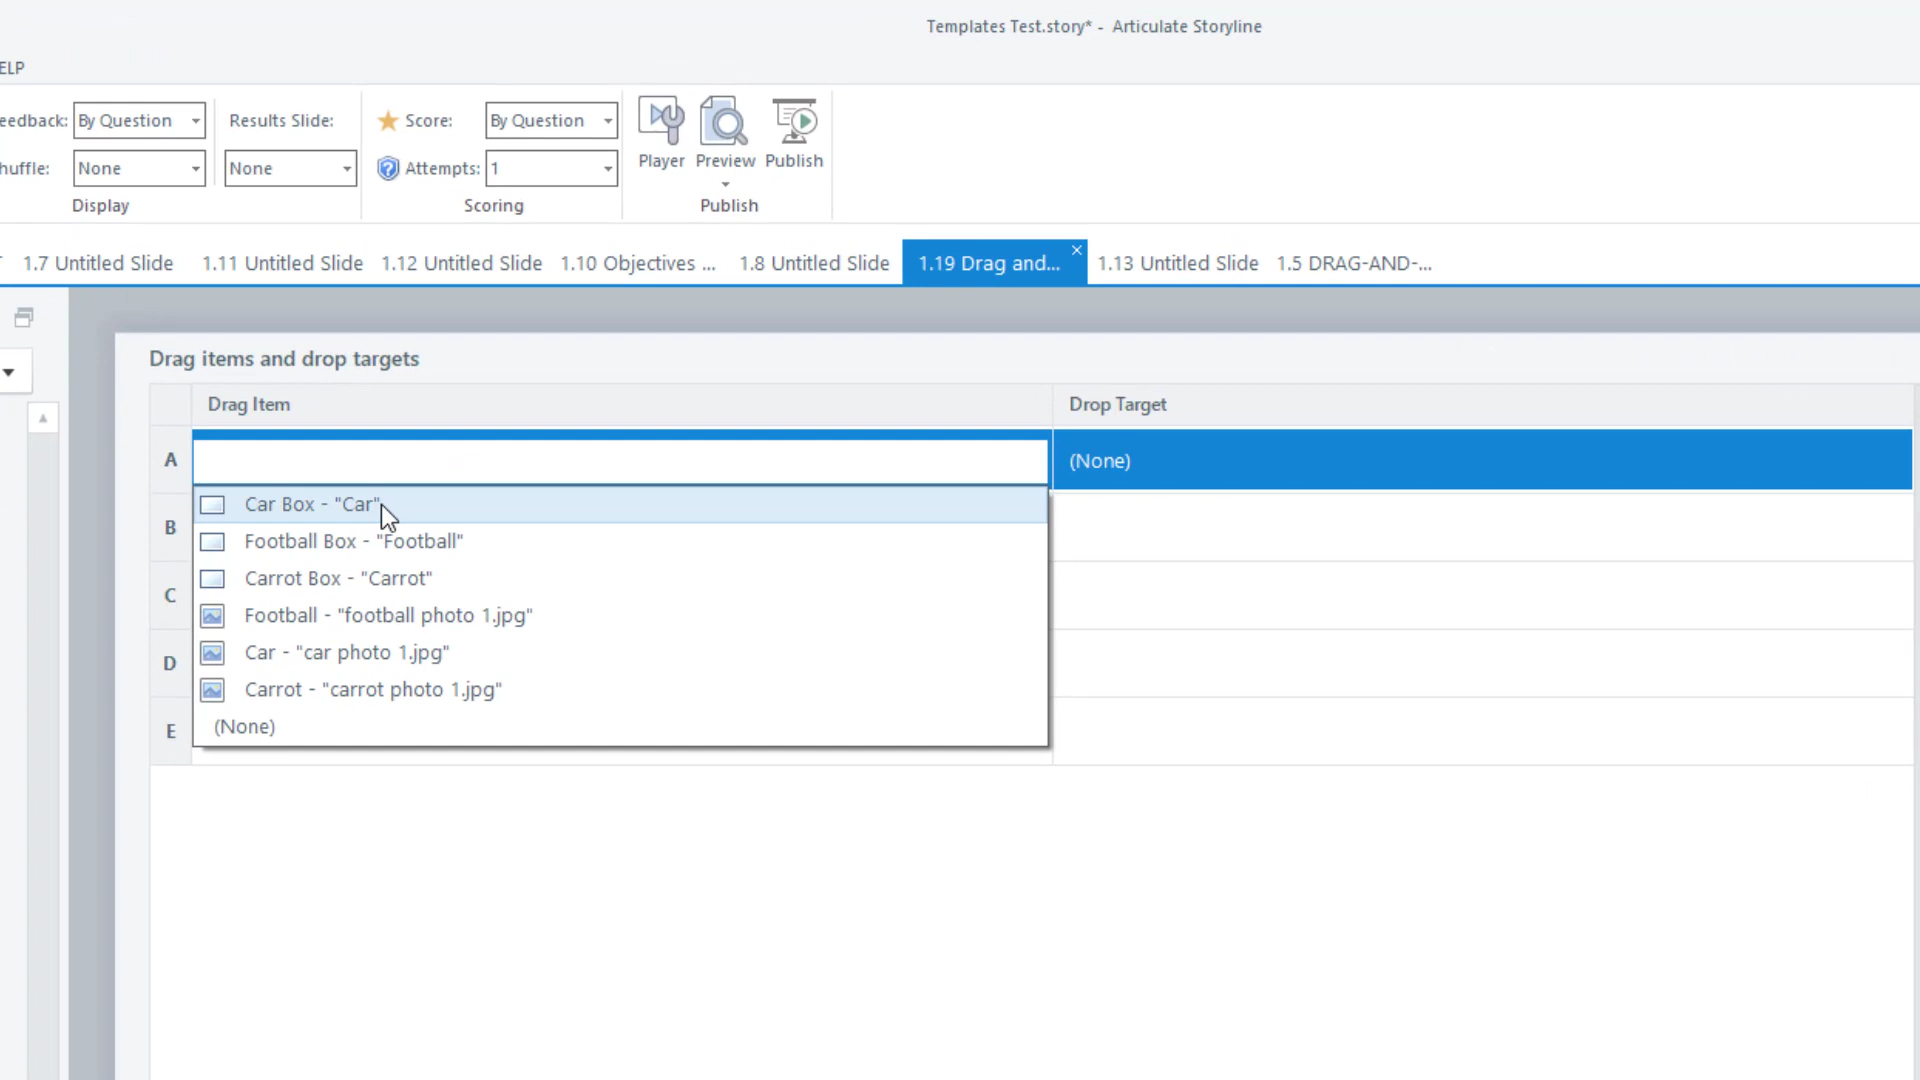 Templates Test.story* - Articulate Storyline
ELP
eedback: By Question Results Slide: Score: By Question
Player Preview Publish
huffle: None None Attempts: 1
Display Scoring Publish
1.7 Untitled Slide 1.11 Untitled Slide 1.12 Untitled Slide 1.10 Objectives ... 1.8 Untitled Slide 1.19 Drag and... 1.13 Untitled Slide 1.5 DRAG-AND-...
Drag items and drop targets
Drag Item Drop Target
A (None)
Car Box - "Car"
B
Football Box - "Football"
Carrot Box - "Carrot"
C
Football - "football photo 1.jpg"
Car - "car photo 1.jpg"
D
Carrot - "carrot photo 1.jpg"
(None)
E